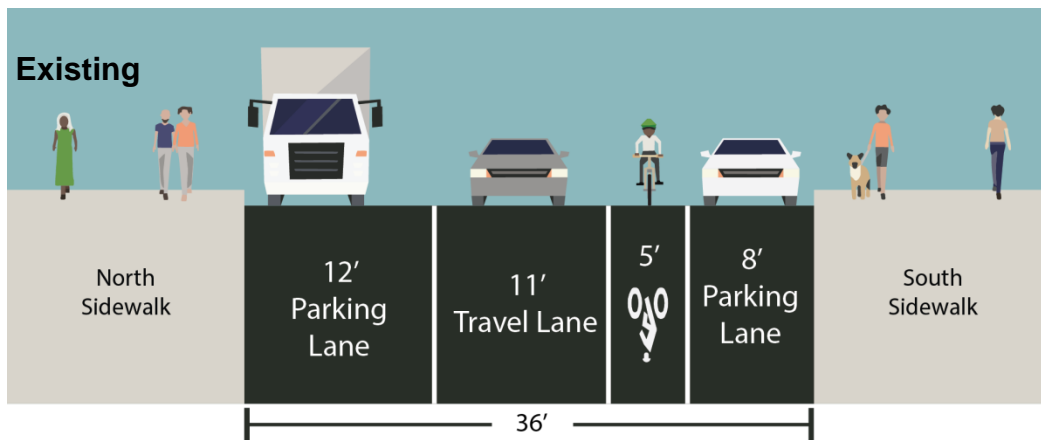 Existing
North
Sidewalk
12’
Parking
Lane
11’
Travel Lane
5’
8’
Parking
Lane
South
Sidewalk
36’